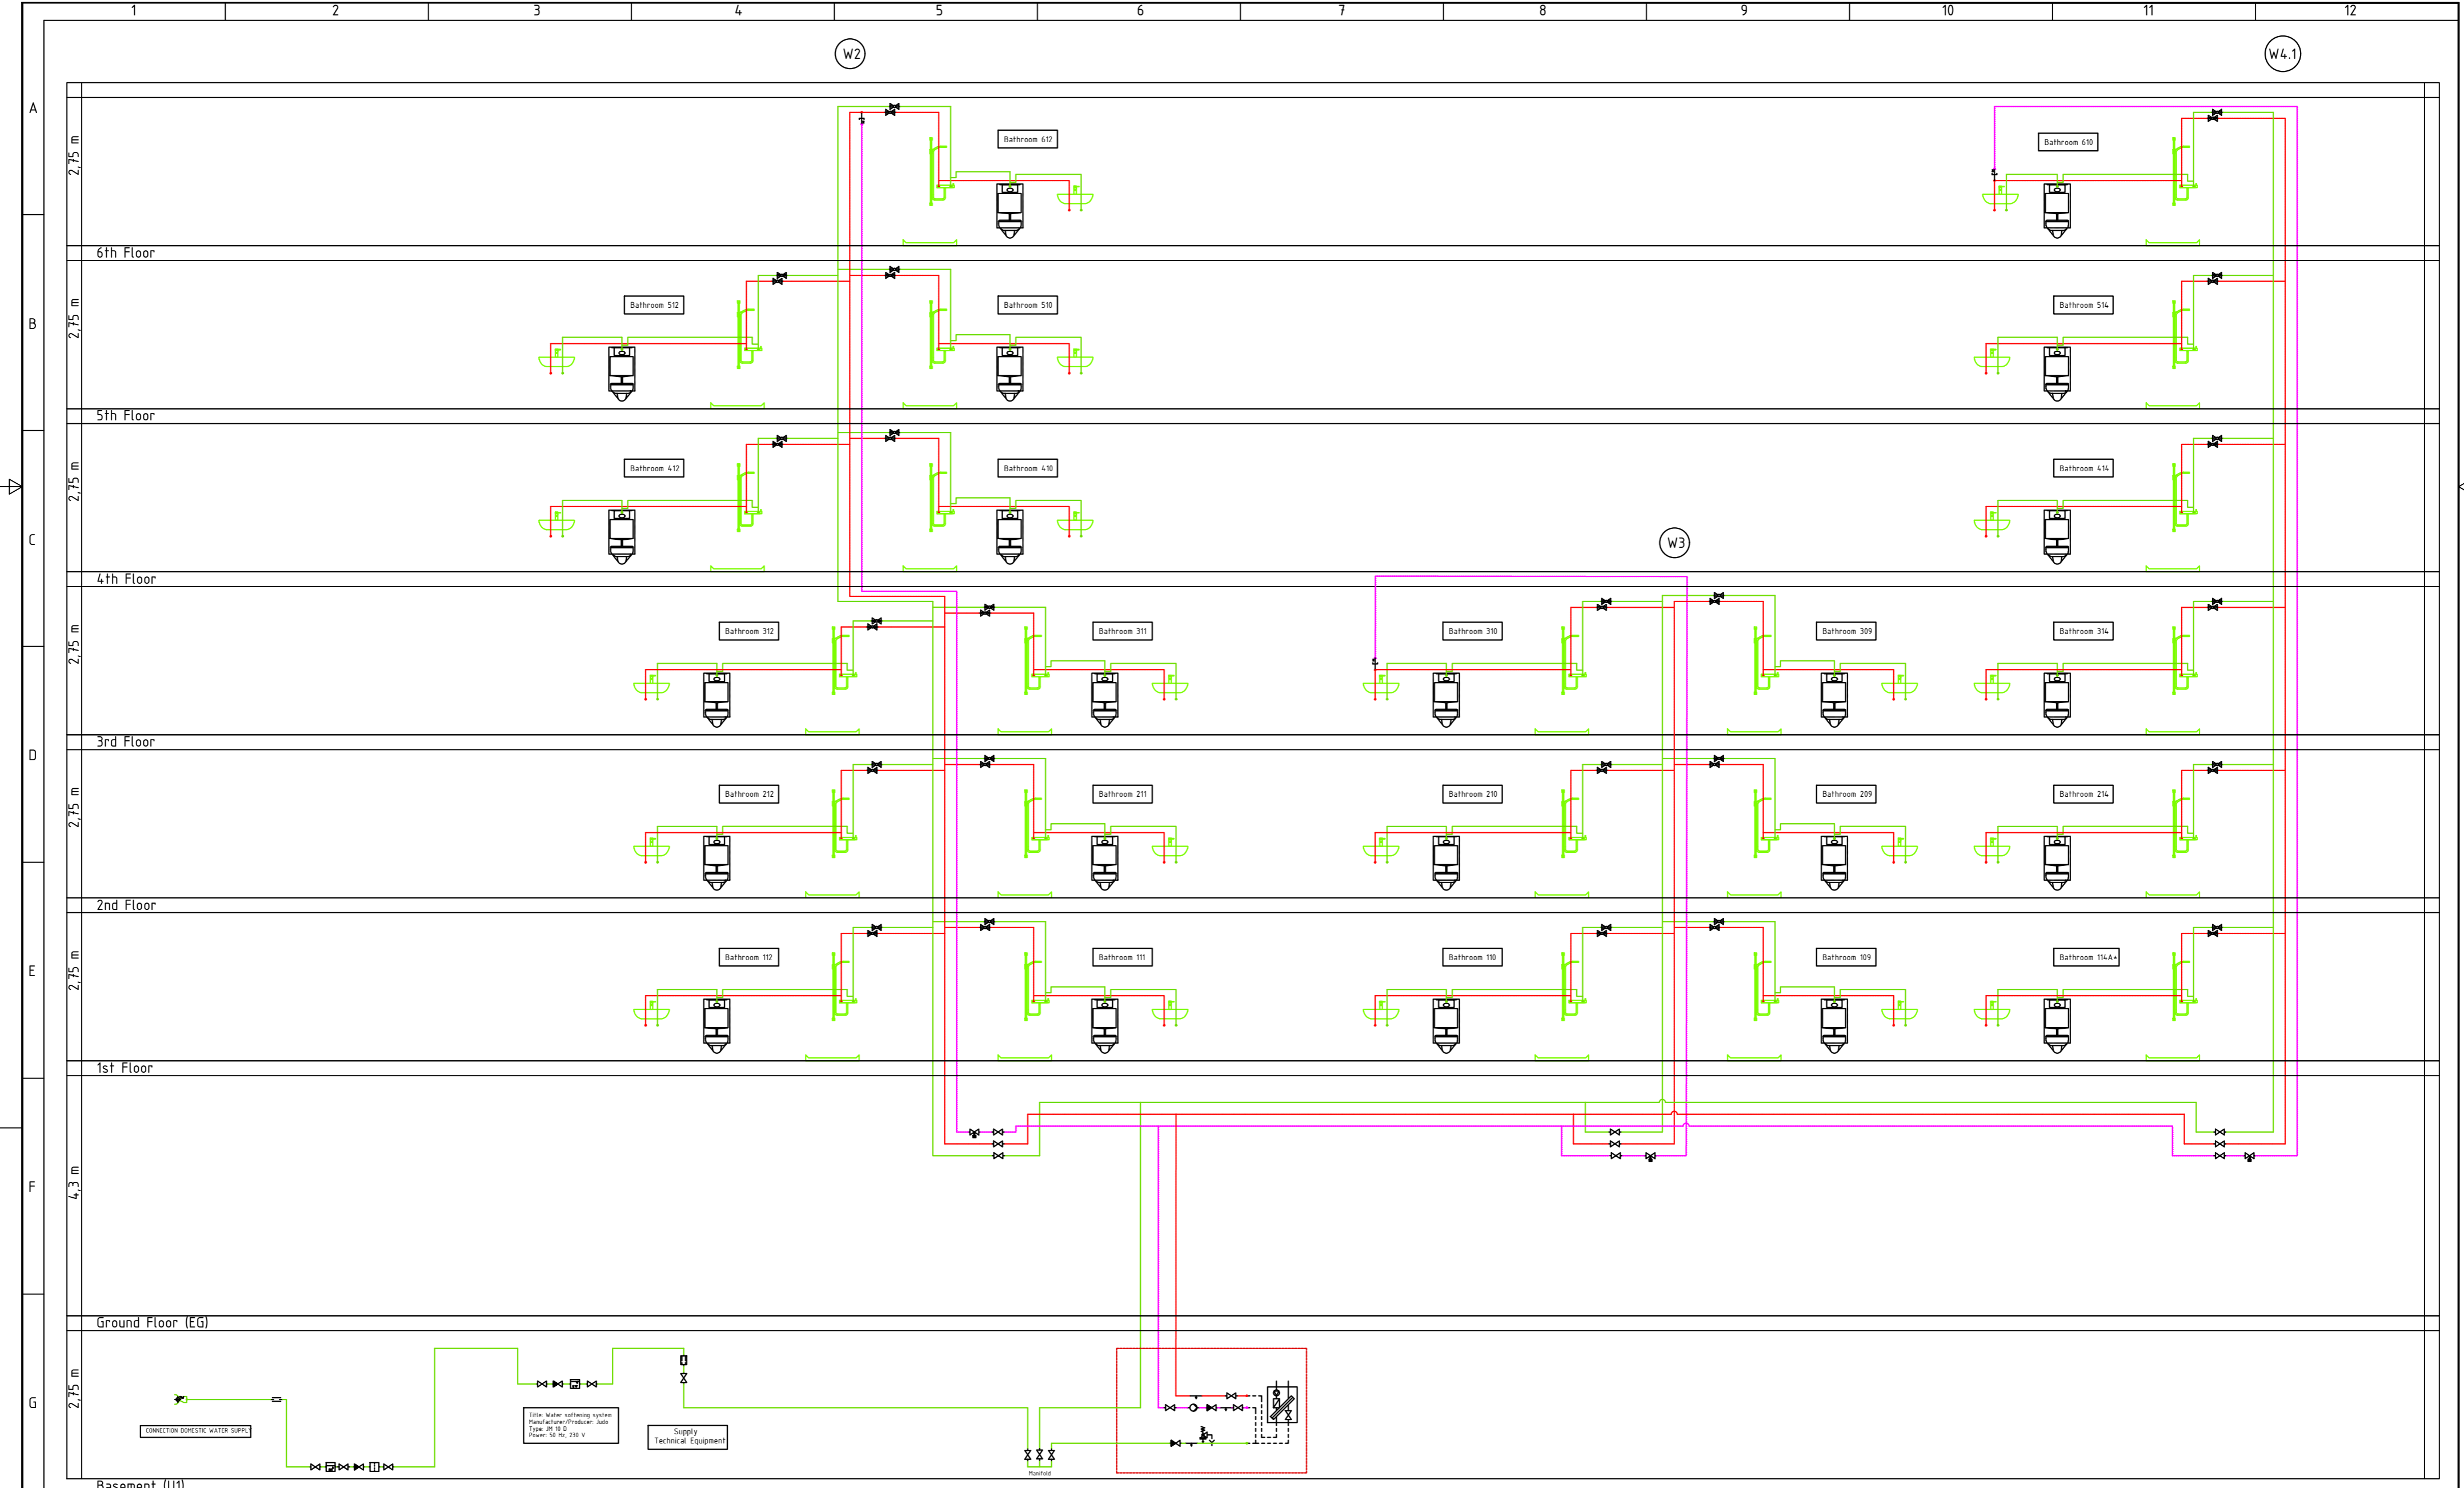 1 2 3 4 5 6 7 8 9 10 11 12
W2 W4.1
A
2,75 m
Bathroom 612
Bathroom 610
6th Floor
B
2,75 m
Bathroom 512
Bathroom 510
Bathroom 514
5th Floor
C
2,75 m
Bathroom 412
Bathroom 410
Bathroom 414
W3
4th Floor
2,75 m
Bathroom 312
Bathroom 311
Bathroom 310
Bathroom 309
Bathroom 314
3rd Floor
D
2,75 m
Bathroom 212
Bathroom 211
Bathroom 210
Bathroom 209
Bathroom 214
2nd Floor
E
2,75 m
Bathroom 112
Bathroom 111
Bathroom 110
Bathroom 109
Bathroom 114A*
1st Floor
F
4,3 m
Ground Floor (EG)
G
2,75 m
CONNECTION DOMESTIC WATER SUPPLY
Title: Water softening system
Manufacturer/Producer: Judo
Type: JM 10 D
Power: 50 Hz, 230 V
Supply
Technical Equipment
Manifold
Basement (U1)